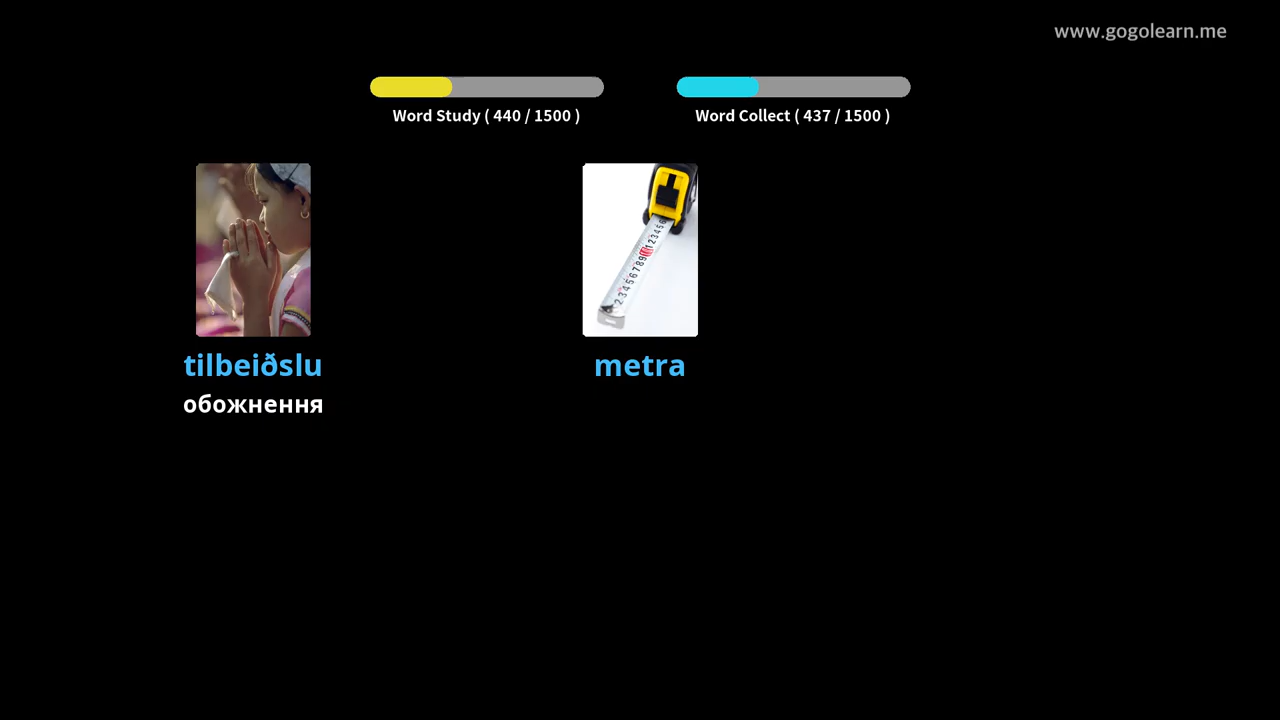 www.gogolearn.me
Word Study ( 440 / 1500 )
Word Collect ( 437 / 1500 )
tilbeiðslu
обожнення
metra